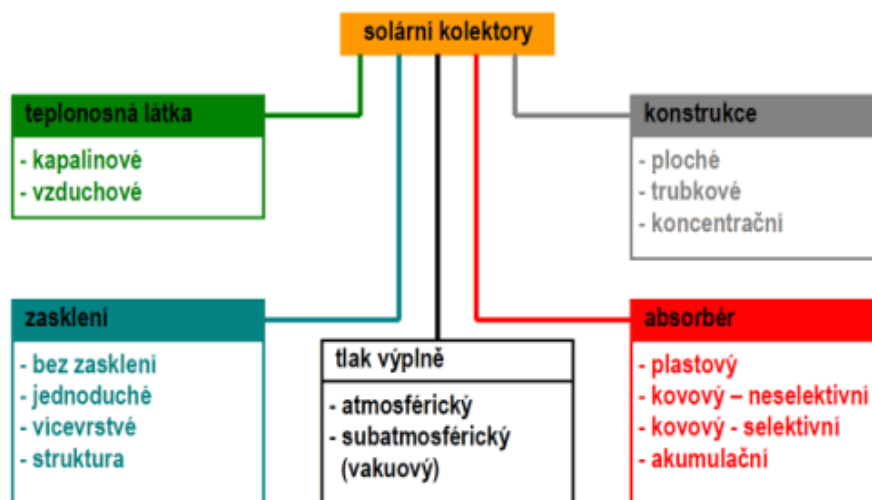 solární kolektory
teplonosná látka
- kapalinové
- vzduchové
konstrukce
- ploché
- trubkové
- koncentrační
zasklení
- bez zasklení
- jednoduché
- vícevrstvé
- struktura
tlak výplně
- atmosférický
- subatmosférický
(vakuový)
absorbér
- plastový
- kovový – neselektivní
- kovový - selektivní
- akumulační